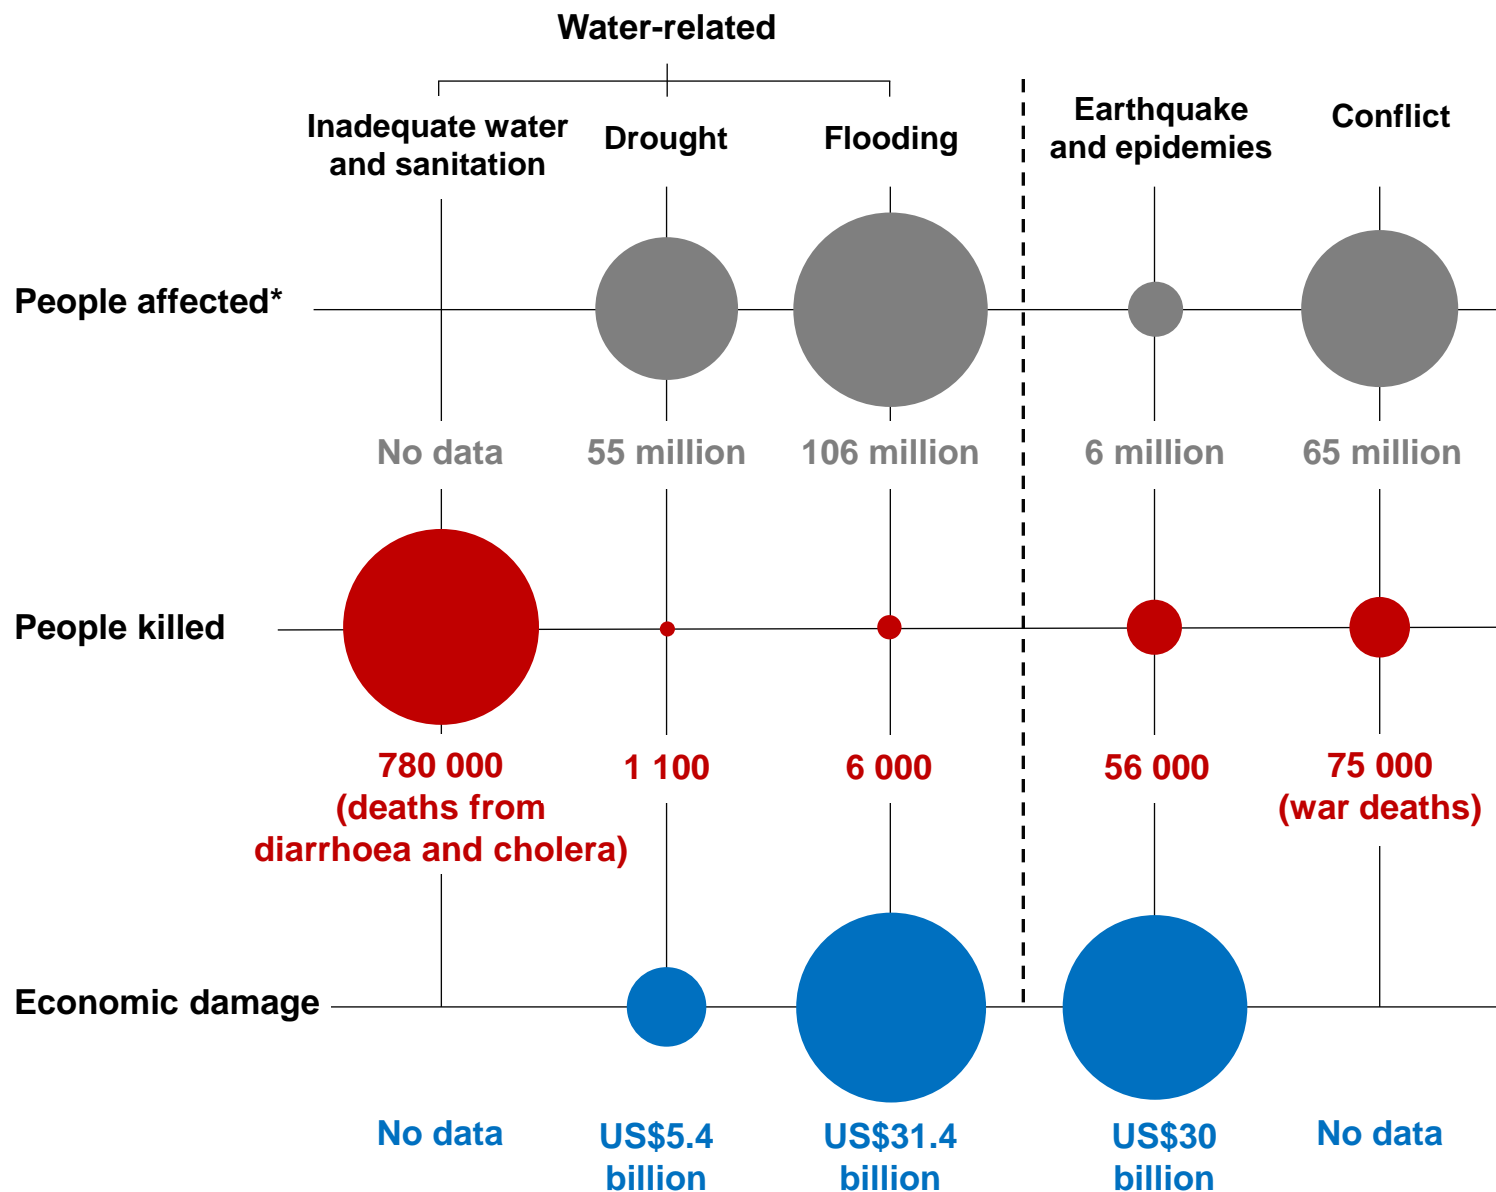 Water-related
Inadequate water
and sanitation
Drought
Flooding
Earthquake
and epidemies
Conflict
People affected*
No data
55 million
106 million
6 million
65 million
People killed
780 000
(deaths from
diarrhoea and cholera)
1 100
6 000
56 000
75 000
(war deaths)
Economic damage
No data
US$5.4
billion
US$31.4
billion
US$30
billion
No data